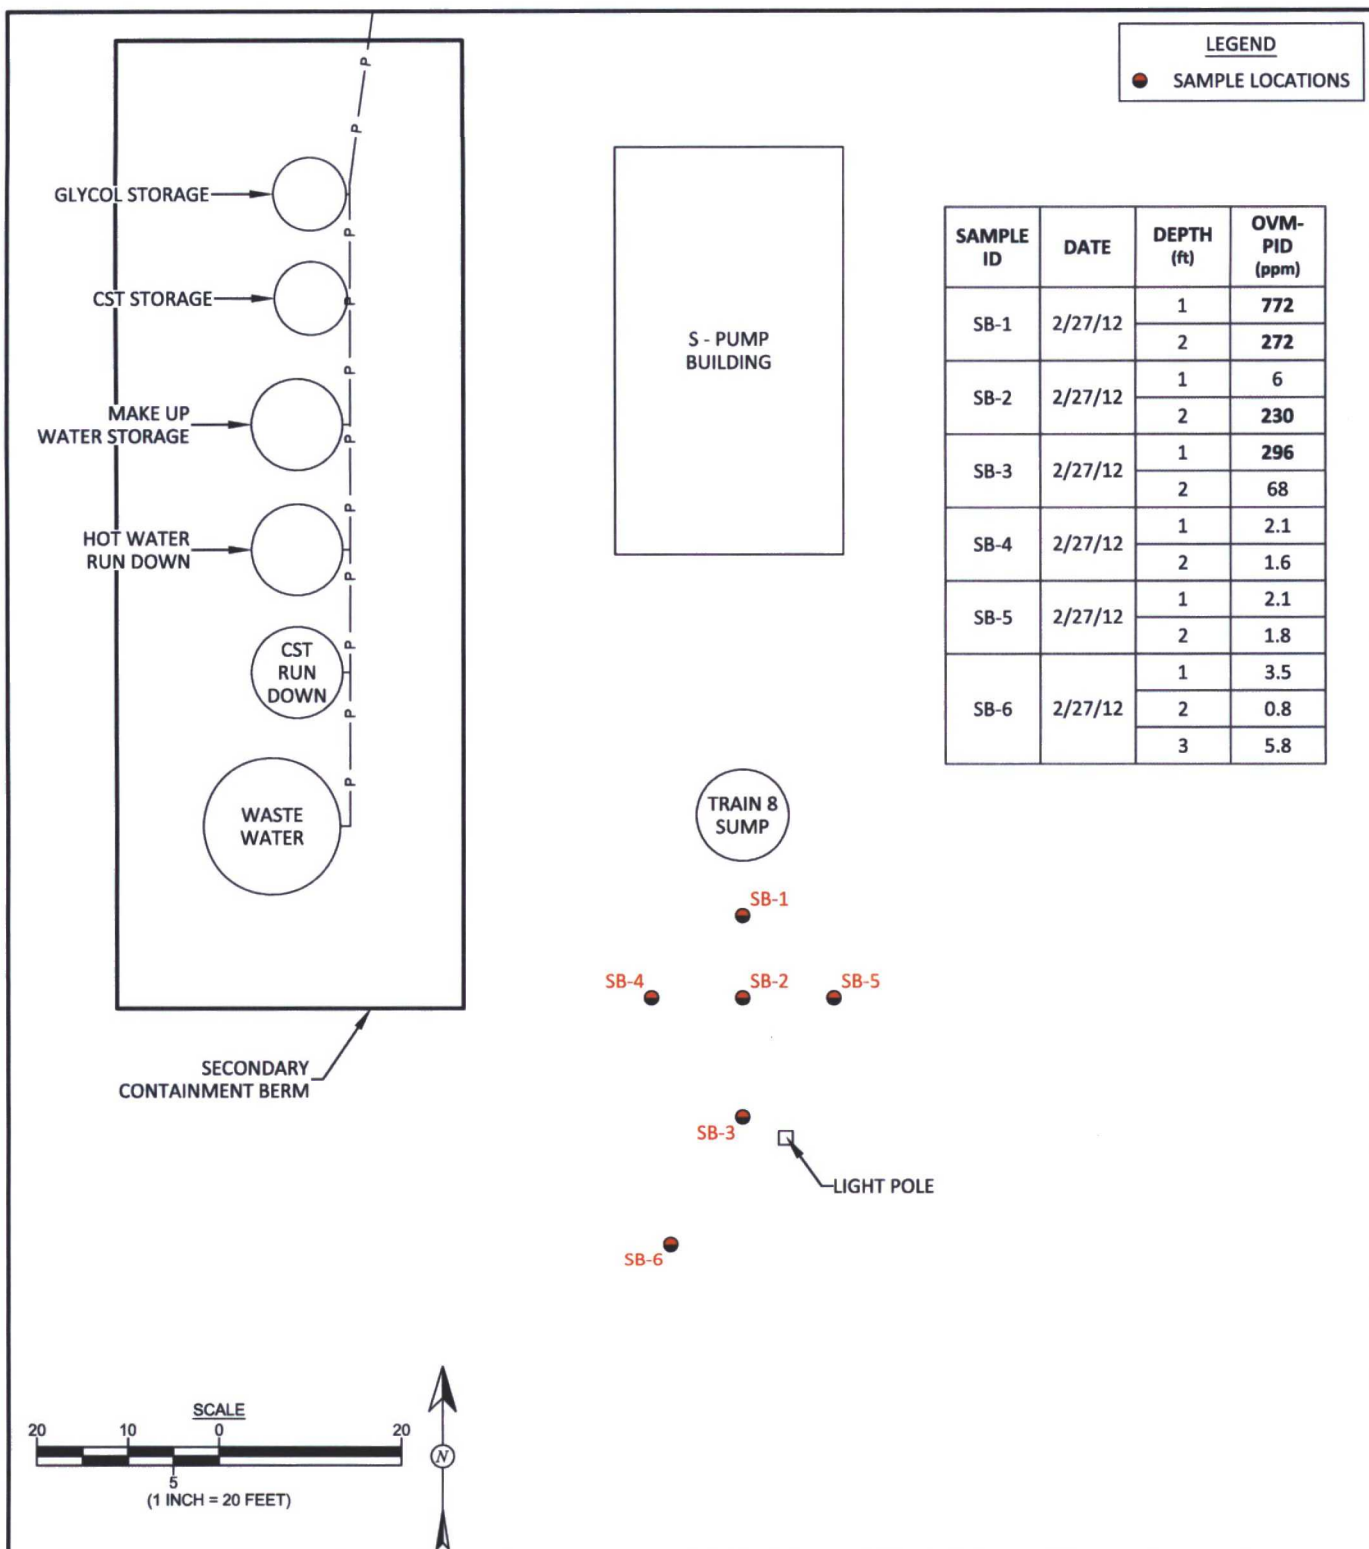 LEGEND
SAMPLE LOCATIONS
P
P
GLYCOL STORAGE
P
CST STORAGE
P
P
MAKE UP
WATER STORAGE
P
P
HOT WATER
RUN DOWN
P
P
CST
RUN
DOWN
P
P
WASTE
WATER
SECONDARY
CONTAINMENT BERM
S - PUMP
BUILDING
SAMPLE ID DATE DEPTH (ft) OVM-PID (ppm)
SB-1 2/27/12 1 772
2 272
SB-2 2/27/12 1 6
2 230
SB-3 2/27/12 1 296
2 68
SB-4 2/27/12 1 2.1
2 1.6
SB-5 2/27/12 1 2.1
2 1.8
SB-6 2/27/12 1 3.5
2 0.8
3 5.8
TRAIN 8
SUMP
SB-1
SB-4 SB-2 SB-5
SB-3
LIGHT POLE
SB-6
SCALE
20 10 0 20
5
(1 INCH = 20 FEET)
N